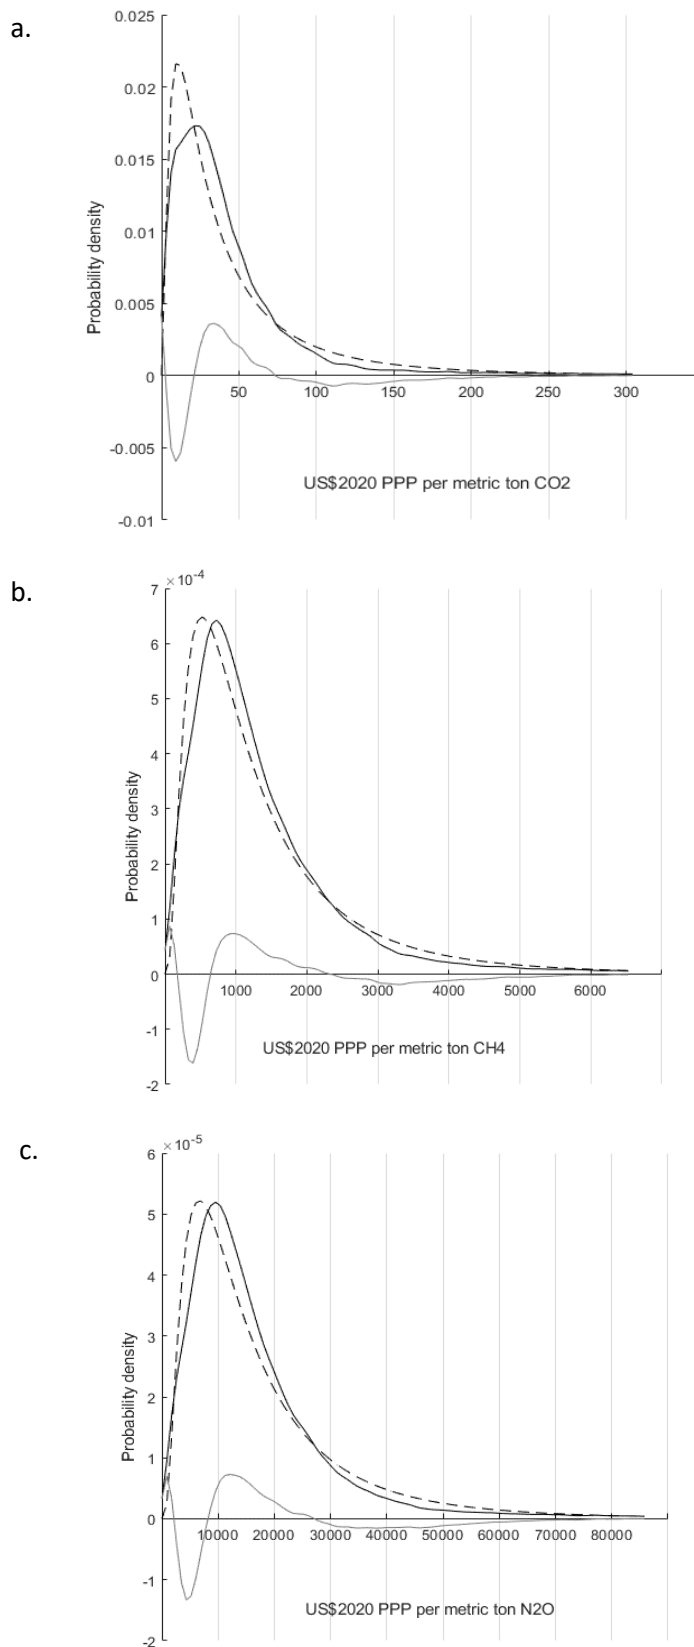 a.
0.025
0.02
0.015
0.01
0.005
0
-0.005
-0.01
Probability density
50 100 150 200 250 300
US$2020 PPP per metric ton CO2
b.
×10-4
7
6
5
4
3
2
1
0
-1
-2
Probability density
1000 2000 3000 4000 5000 6000
US$2020 PPP per metric ton CH4
c.
×10-5
6
5
4
3
2
1
0
-1
-2
Probability density
10000 20000 30000 40000 50000 60000 70000 80000
US$2020 PPP per metric ton N2O